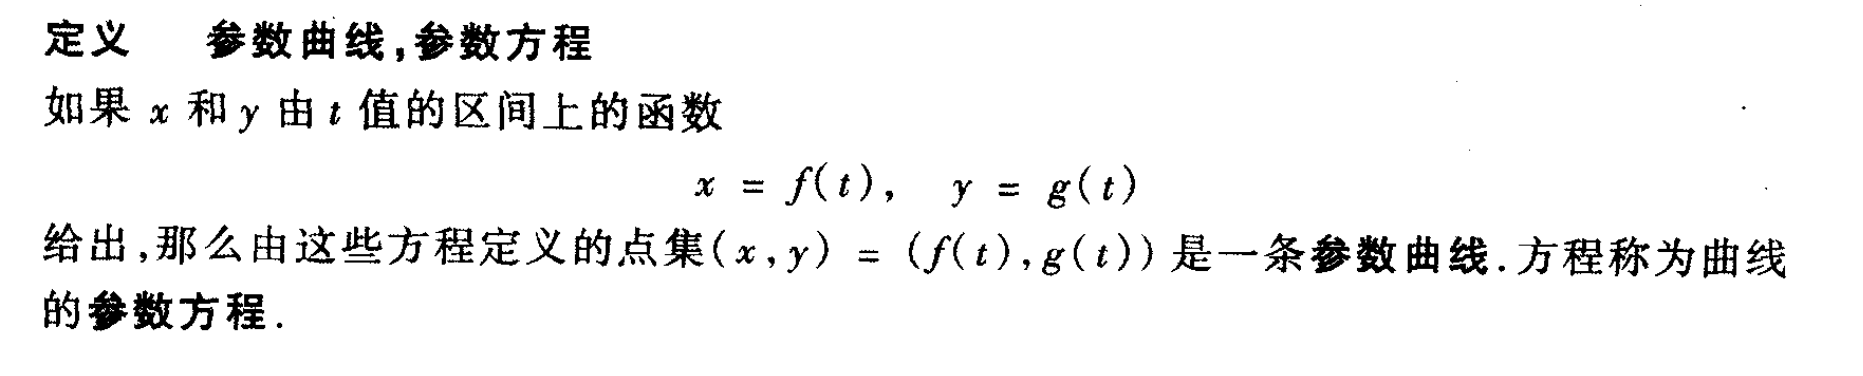 定义 参数曲线,参数方程
如果 x 和 y 由 t 值的区间上的函数
x = f(t), y = g(t)
给出,那么由这些方程定义的点集(x,y) = (f(t),g(t))是一条参数曲线.方程称为曲线
的参数方程.